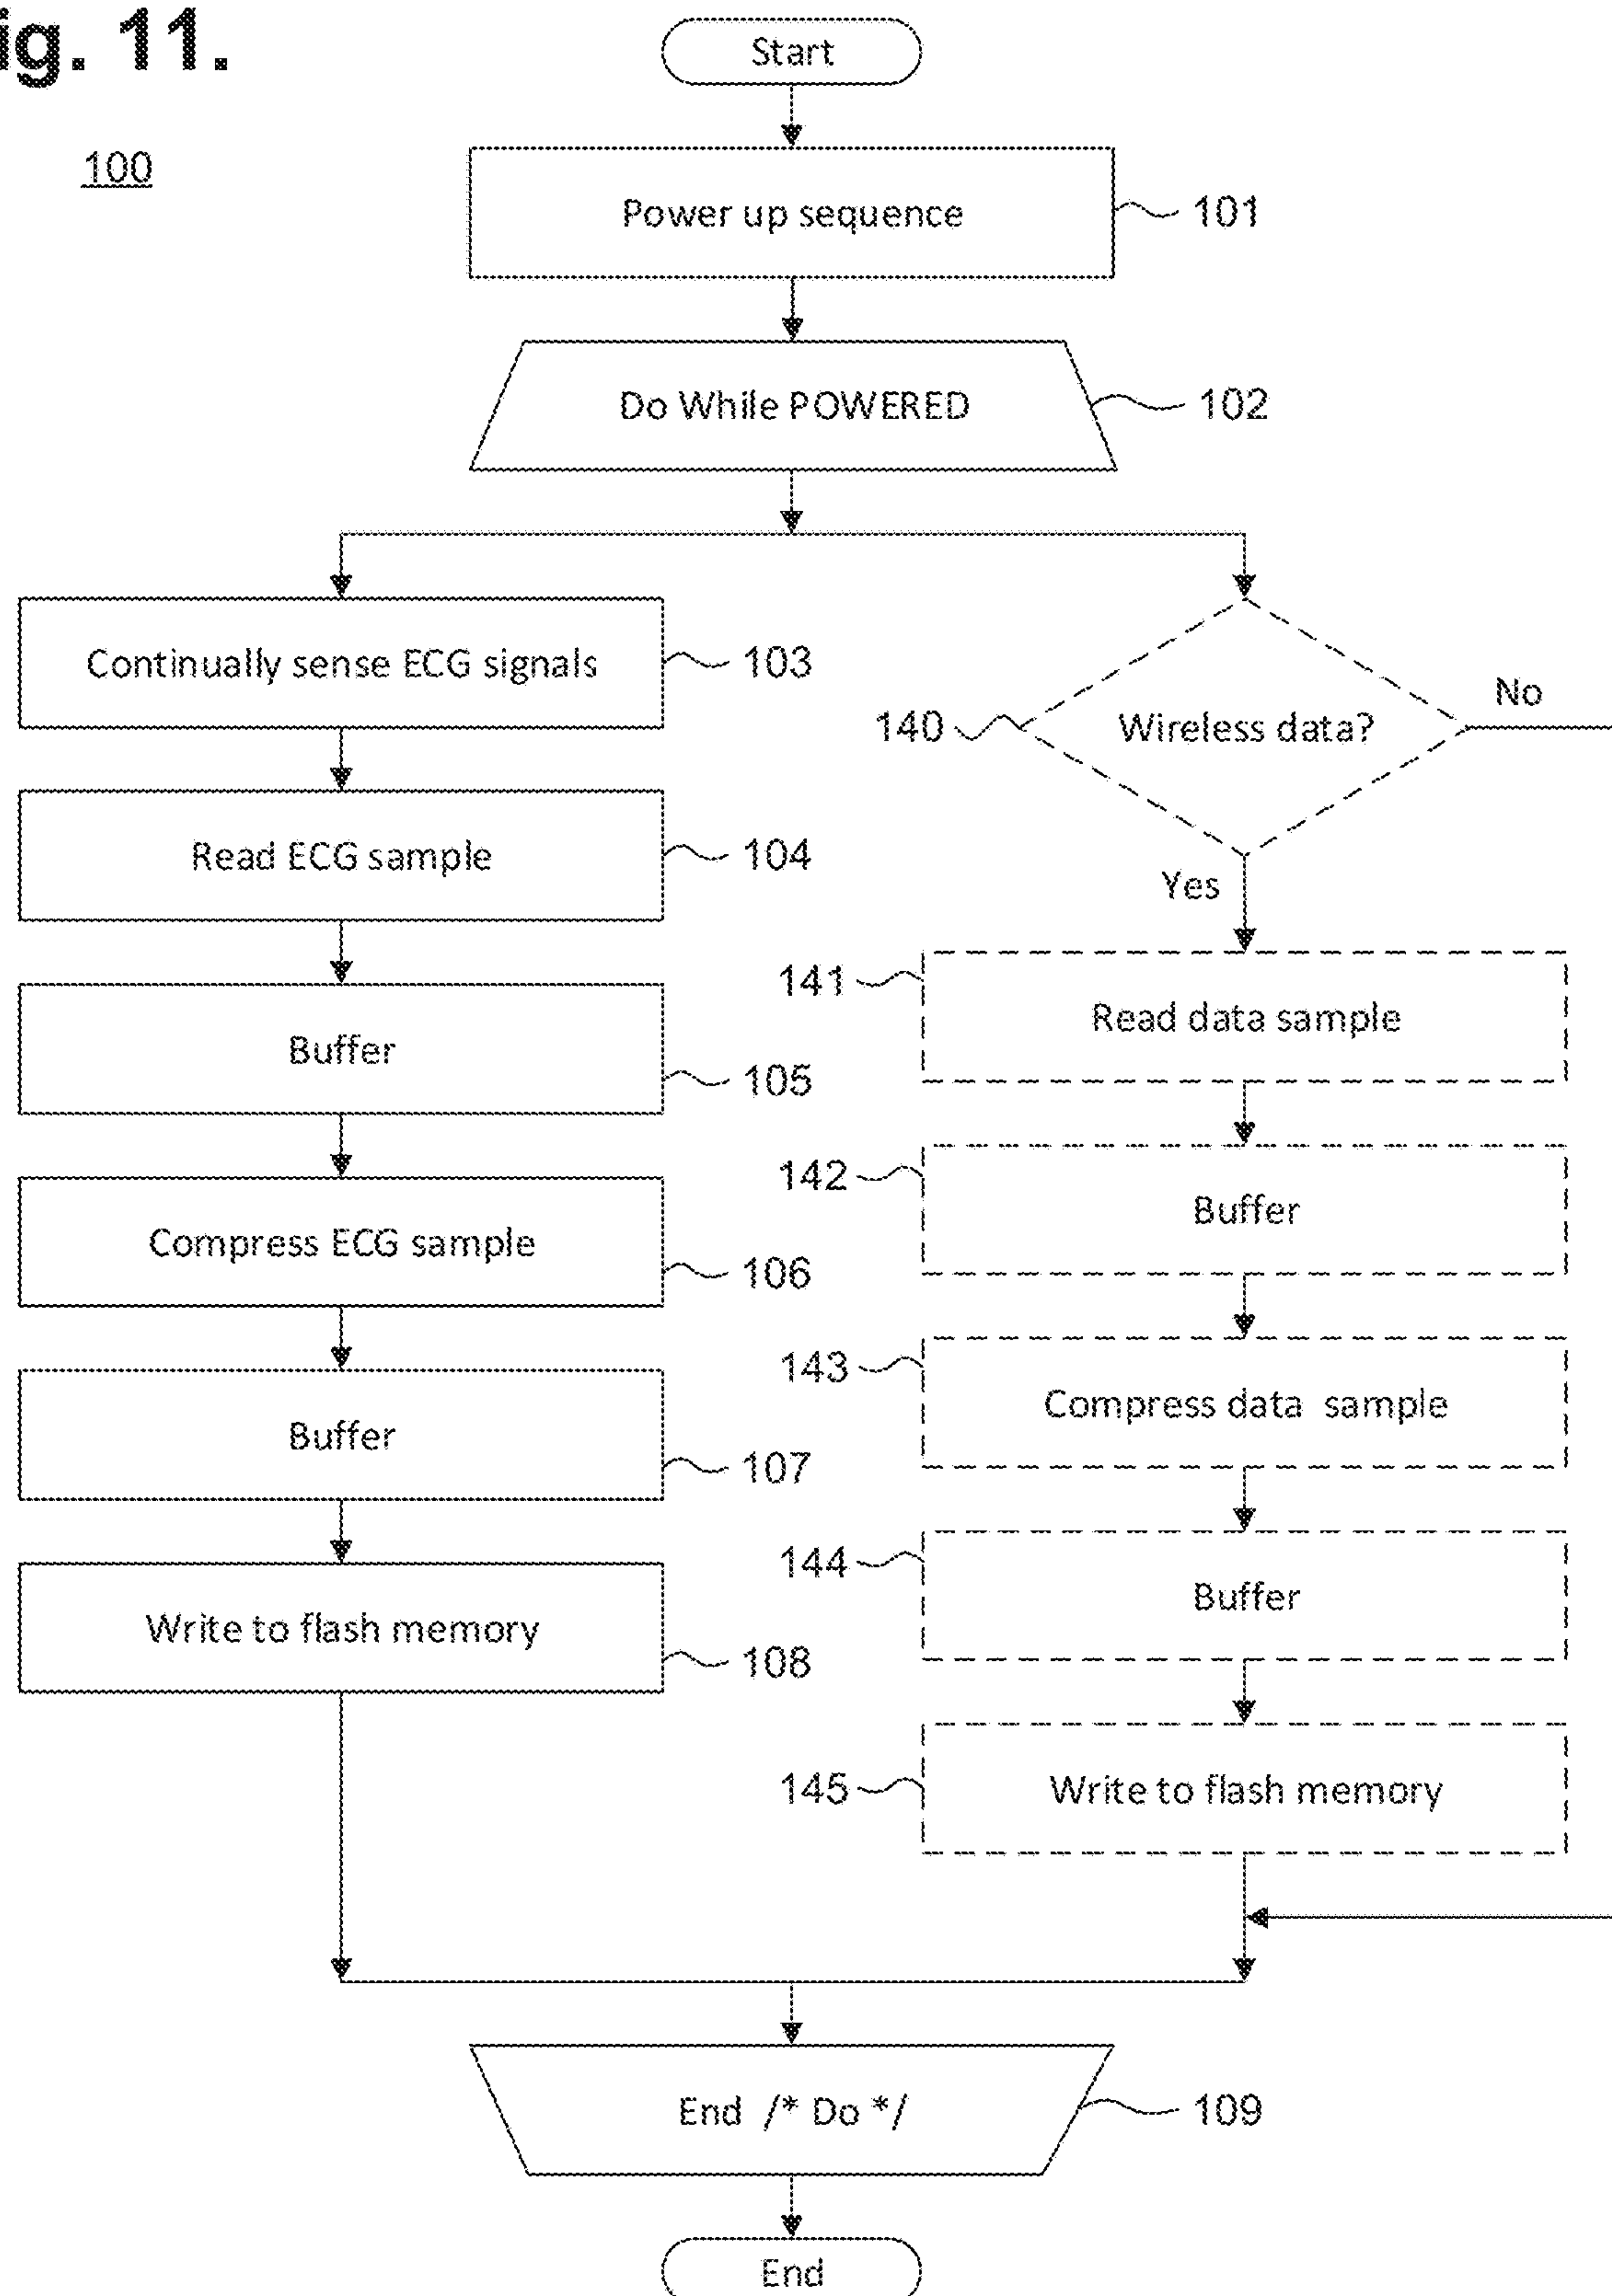 ig. 11.
100
Start
Power up sequence
101
Do While POWERED
102
Continually sense ECG signals
103
Read ECG sample
104
Buffer
105
Compress ECG sample
106
Buffer
107
Write to flash memory
108
140
Wireless data?
No
Yes
141
Read data sample
142
Buffer
143
Compress data sample
144
Buffer
145
Write to flash memory
End /* Do */
109
End